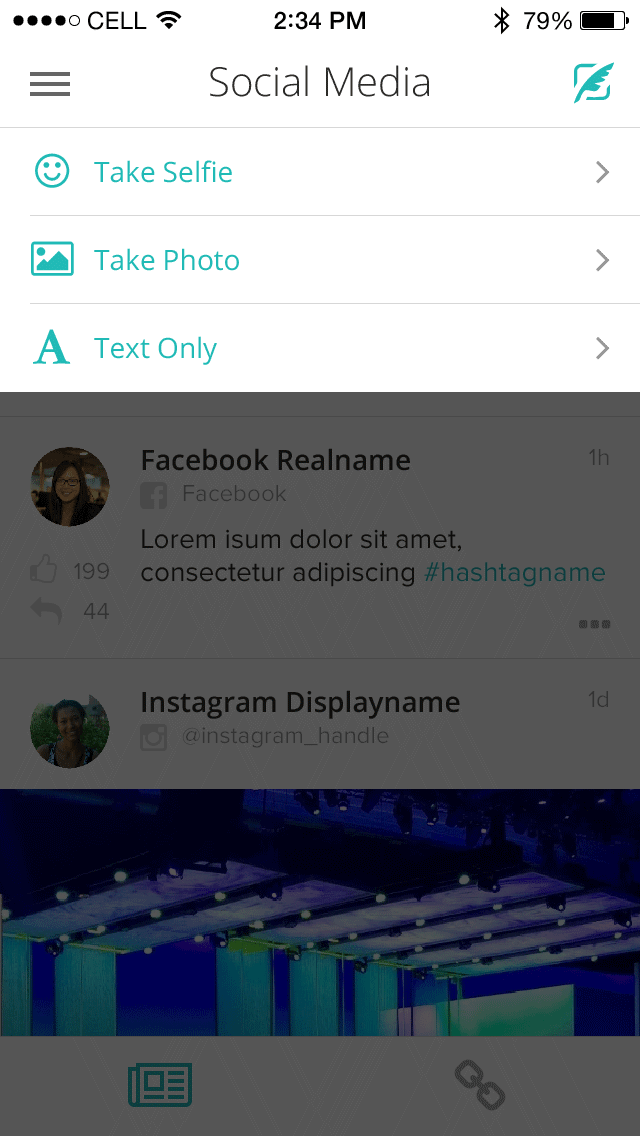 CELL 2:34 PM 79%
Social Media
Take Selfie
Take Photo
Text Only
Facebook Realname 1h
Facebook
Lorem isum dolor sit amet,
consectetur adipiscing #hashtagname
199
44
Instagram Displayname 1d
@instagram_handle